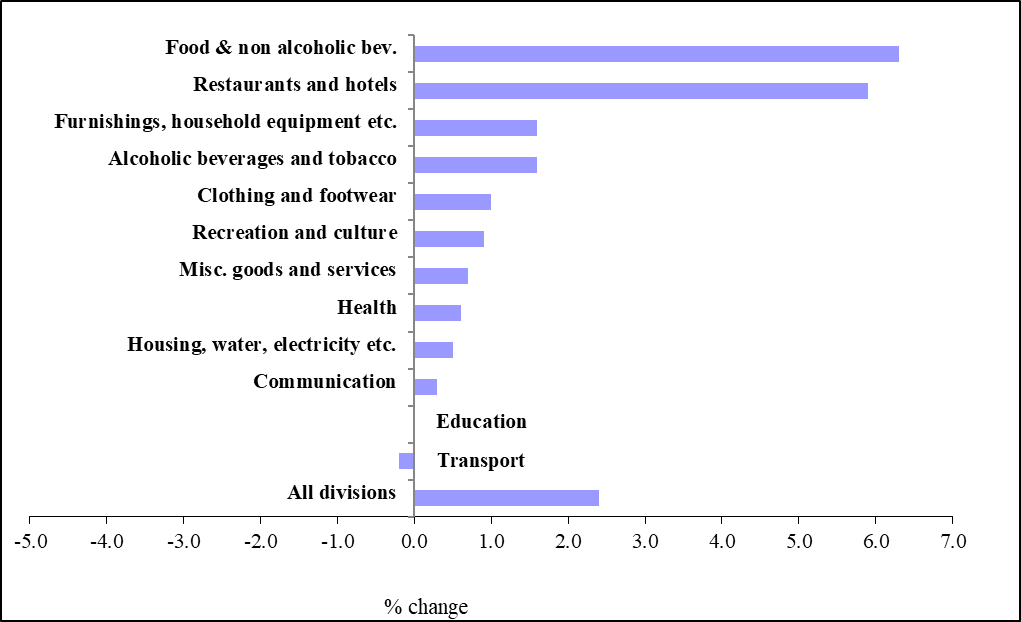 Food & non alcoholic bev.
Restaurants and hotels
Furnishings, household equipment etc.
Alcoholic beverages and tobacco
Clothing and footwear
Recreation and culture
Misc. goods and services
Health
Housing, water, electricity etc.
Communication
Education
Transport
All divisions
-5.0 -4.0 -3.0 -2.0 -1.0 0.0 1.0 2.0 3.0 4.0 5.0 6.0 7.0
% change